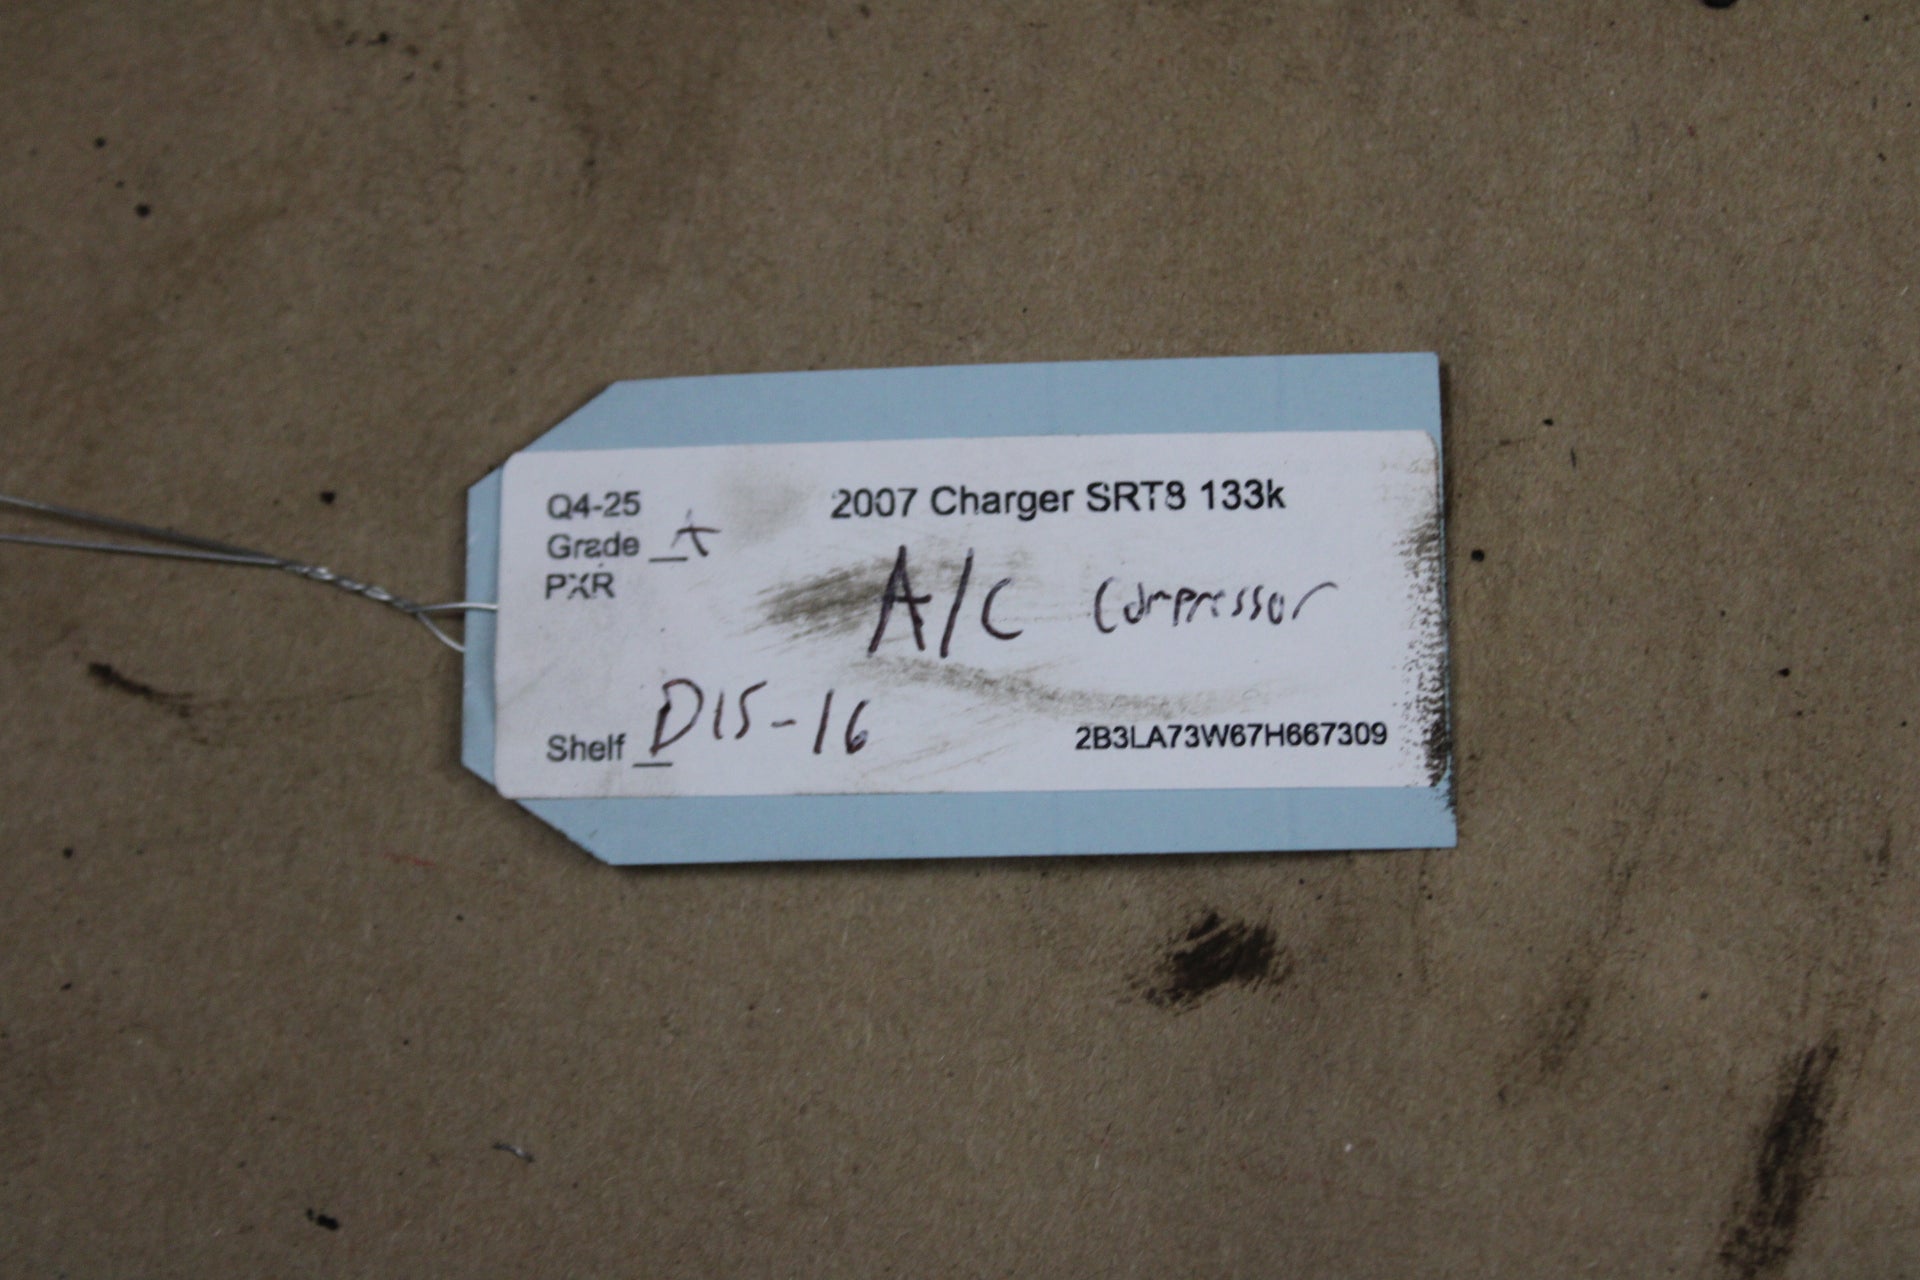 Q4-25
2007 Charger SRT8 133k
Grade A
PXR
A/C Compressor
Shelf D15-16
2B3LA73W67H667309